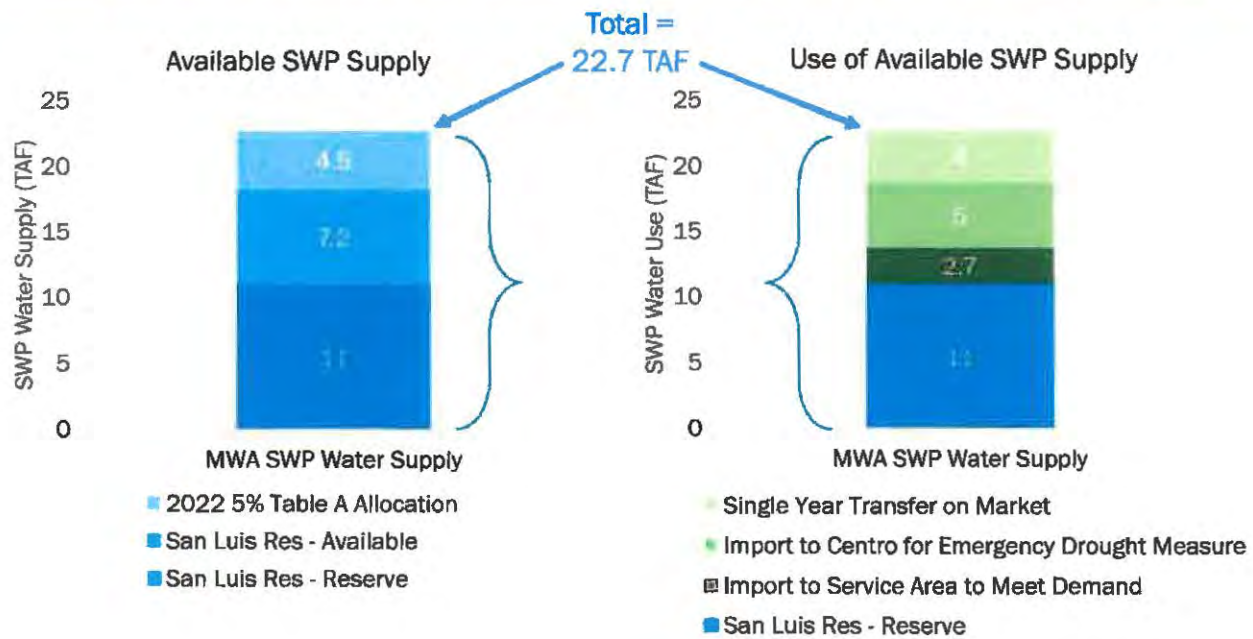 Total =
22.7 TAF
Available SWP Supply
25
20
15
10
5
0
SWP Water Supply (TAF)
4.5
7.2
11
MWA SWP Water Supply
2022 5% Table A Allocation
San Luis Res - Available
San Luis Res - Reserve
Use of Available SWP Supply
25
20
15
10
5
0
SWP Water Use (TAF)
4
5
2.7
11
MWA SWP Water Supply
Single Year Transfer on Market
Import to Centro for Emergency Drought Measure
Import to Service Area to Meet Demand
San Luis Res - Reserve